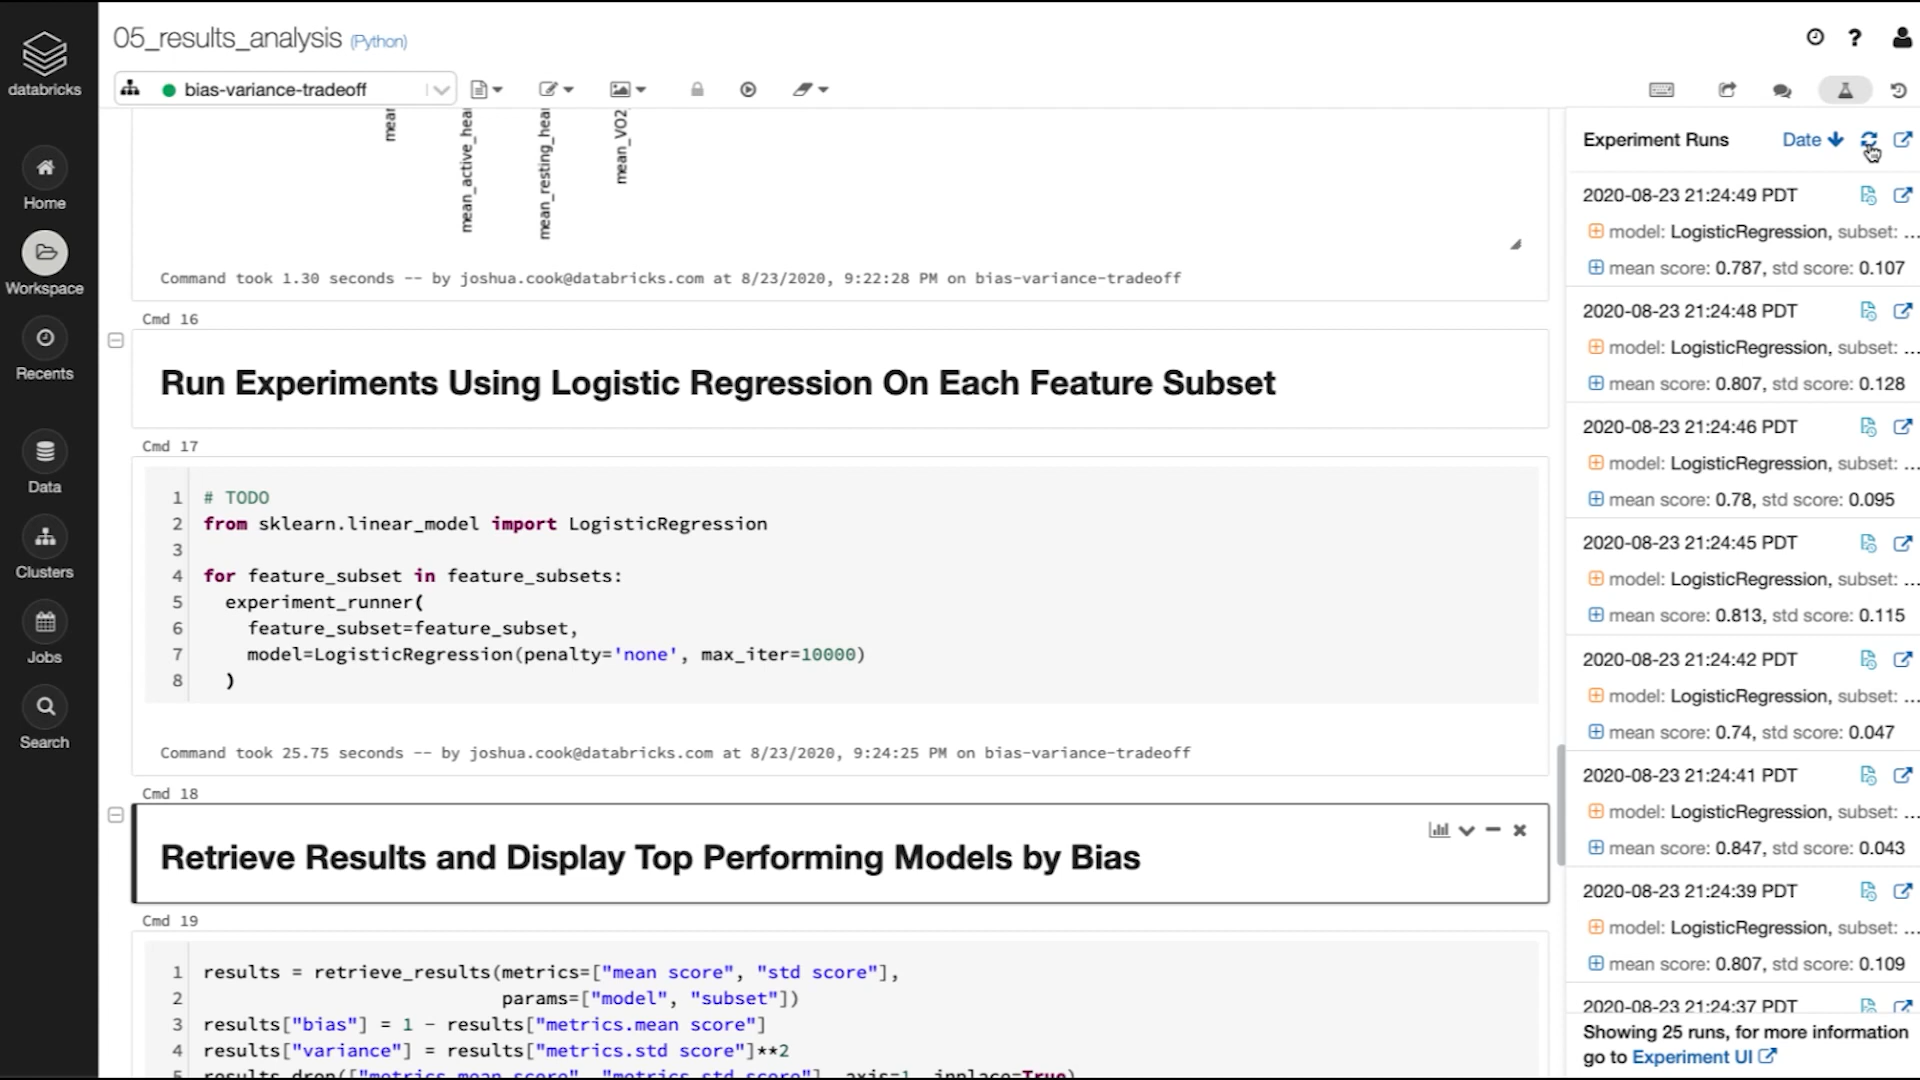 05_results_analysis (Python)
databricks
bias-variance-tradeoff
Home
Workspace
Recents
Data
Clusters
Jobs
Search
mean_active_hea
mean_resting_hea
mean_VO2
Command took 1.30 seconds -- by joshua.cook@databricks.com at 8/23/2020, 9:22:28 PM on bias-variance-tradeoff
Cmd 16
Run Experiments Using Logistic Regression On Each Feature Subset
Cmd 17
1 # TODO
2 from sklearn.linear_model import LogisticRegression
3
4 for feature_subset in feature_subsets:
5 experiment_runner(
6 feature_subset=feature_subset,
7 model=LogisticRegression(penalty='none', max_iter=10000)
8 )
Command took 25.75 seconds -- by joshua.cook@databricks.com at 8/23/2020, 9:24:25 PM on bias-variance-tradeoff
Cmd 18
Retrieve Results and Display Top Performing Models by Bias
Cmd 19
1 results = retrieve_results(metrics=["mean score", "std score"],
2 params=["model", "subset"])
3 results["bias"] = 1 - results["metrics.mean score"]
4 results["variance"] = results["metrics.std score"]**2
5 results.drop(["metrics.mean score", "metrics.std score"], axis=1, inplace=True)
Experiment Runs Date
2020-08-23 21:24:49 PDT
model: LogisticRegression, subset: ...
mean score: 0.787, std score: 0.107
2020-08-23 21:24:48 PDT
model: LogisticRegression, subset: ...
mean score: 0.807, std score: 0.128
2020-08-23 21:24:46 PDT
model: LogisticRegression, subset: ...
mean score: 0.78, std score: 0.095
2020-08-23 21:24:45 PDT
model: LogisticRegression, subset: ...
mean score: 0.813, std score: 0.115
2020-08-23 21:24:42 PDT
model: LogisticRegression, subset: ...
mean score: 0.74, std score: 0.047
2020-08-23 21:24:41 PDT
model: LogisticRegression, subset: ...
mean score: 0.847, std score: 0.043
2020-08-23 21:24:39 PDT
model: LogisticRegression, subset: ...
mean score: 0.807, std score: 0.109
2020-08-23 21:24:37 PDT
Showing 25 runs, for more information
go to Experiment UI